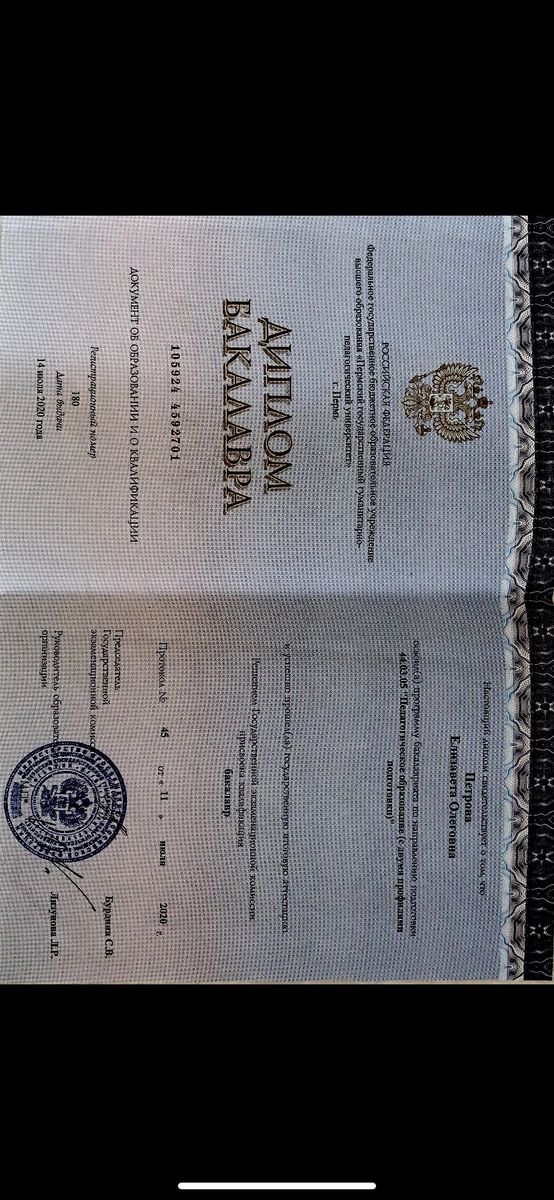 РОССИЙСКАЯ ФЕДЕРАЦИЯ
Федеральное государственное бюджетное образовательное учреждение
высшего образования «Пермский государственный гуманитарно-
педагогический университет»
г. Пермь
ДИПЛОМ
БАКАЛАВРА
105924 4592701
ДОКУМЕНТ ОБ ОБРАЗОВАНИИ И О КВАЛИФИКАЦИИ
Регистрационный номер
180
Дата выдачи
14 июля 2020 года
Настоящий диплом свидетельствует о том, что
Петрова
Елизавета Олеговна
освоил(а) программу бакалавриата по направлению подготовки
44.03.05 "Педагогическое образование (с двумя профилями
подготовки)"
и успешно прошел(ла) государственную итоговую аттестацию
Решением Государственной экзаменационной комиссии
присвоена квалификация
бакалавр
Протокол № 45 от « 11 » июля 2020 г.
Председатель
Государственной
экзаменационной комиссии
Бурдина С.В.
Руководитель образовательной
организации
Лизунова Л.Р.